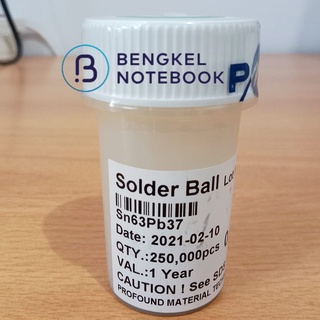 BENGKEL
NOTEBOOK
Solder Ball
Sn63Pb37
Date: 2021-02-10
QTY.:250,000pcs
VAL.:1 Year
CAUTION ! See
PROFOUND MATERIAL